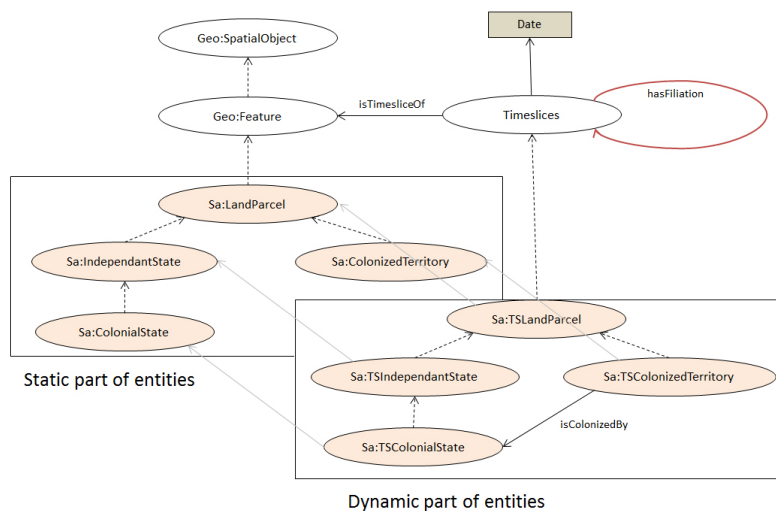 Date
Geo:SpatialObject
hasFiliation
isTimesliceOf
Geo:Feature
Timeslices
Sa:LandParcel
Sa:IndependantState
Sa:ColonizedTerritory
Sa:TSLandParcel
Sa:ColonialState
Static part of entities
Sa:TSIndependantState
Sa:TSColonizedTerritory
isColonizedBy
Sa:TSColonialState
Dynamic part of entities